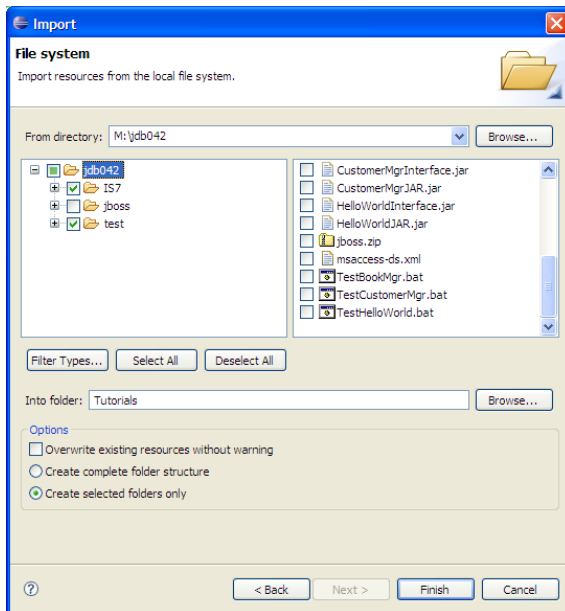 Import
File system
Import resources from the local file system.
From directory: M:\jdb042 Browse...
jdb042
IS7
jboss
test
CustomerMgrInterface.jar
CustomerMgrJAR.jar
HelloWorldInterface.jar
HelloWorldJAR.jar
jboss.zip
msaccess-ds.xml
TestBookMgr.bat
TestCustomerMgr.bat
TestHelloWorld.bat
Filter Types... Select All Deselect All
Into folder: Tutorials Browse...
Options
Overwrite existing resources without warning
Create complete folder structure
Create selected folders only
? < Back Next > Finish Cancel